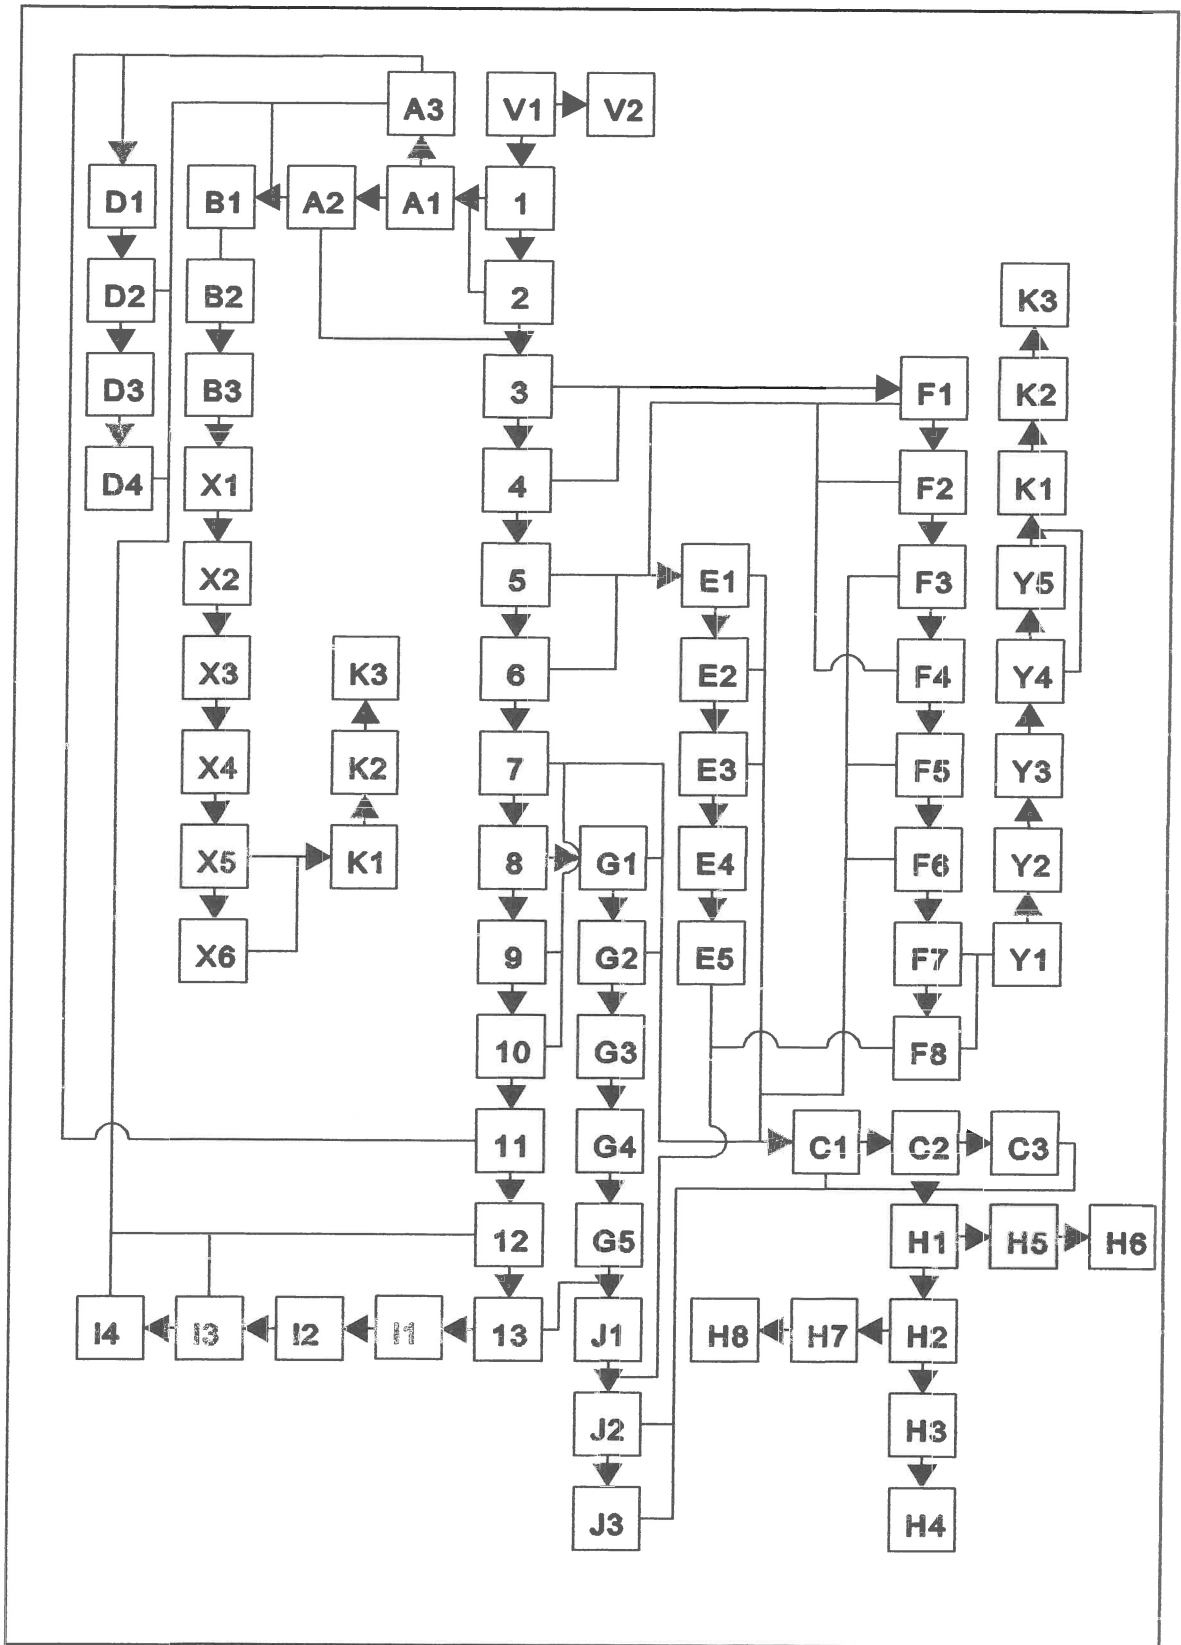 A3 V1 V2
D1 B1 A2 A1 1
D2 B2 2 K3
D3 B3 3 F1 K2
D4 X1 4 F2 K1
X2 5 E1 F3 Y5
X3 K3 6 E2 F4 Y4
X4 K2 7 E3 F5 Y3
X5 K1 8 G1 E4 F6 Y2
X6 9 G2 E5 F7 Y1
10 G3 F8
11 G4 C1 C2 C3
12 G5 H1 H5 H6
I4 I3 I2 I1 13 J1 H8 H7 H2
J2 H3
J3 H4